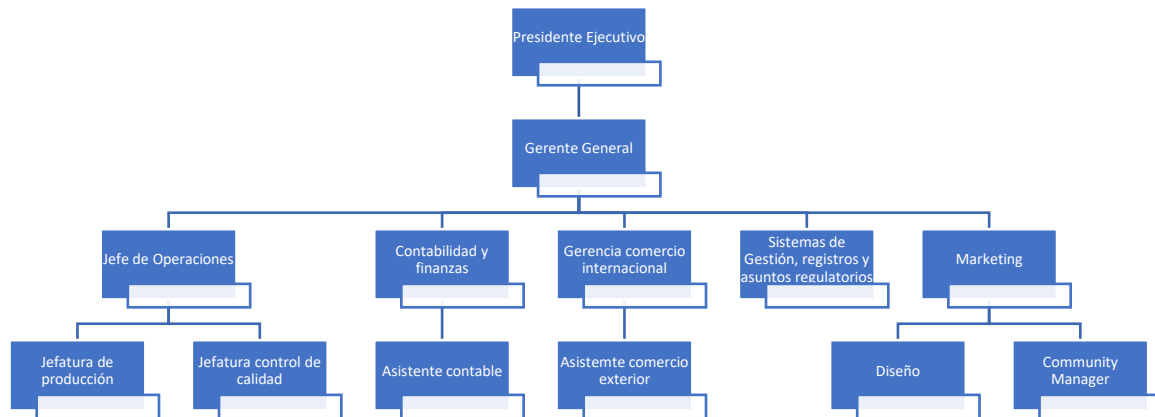 Presidente Ejecutivo
Gerente General
Jefe de Operaciones
Contabilidad y
finanzas
Gerencia comercio
internacional
Sistemas de
Gestión, registros y
asuntos regulatorios
Marketing
Jefatura de
producción
Jefatura control de
calidad
Asistente contable
Asistemte comercio
exterior
Diseño
Community
Manager